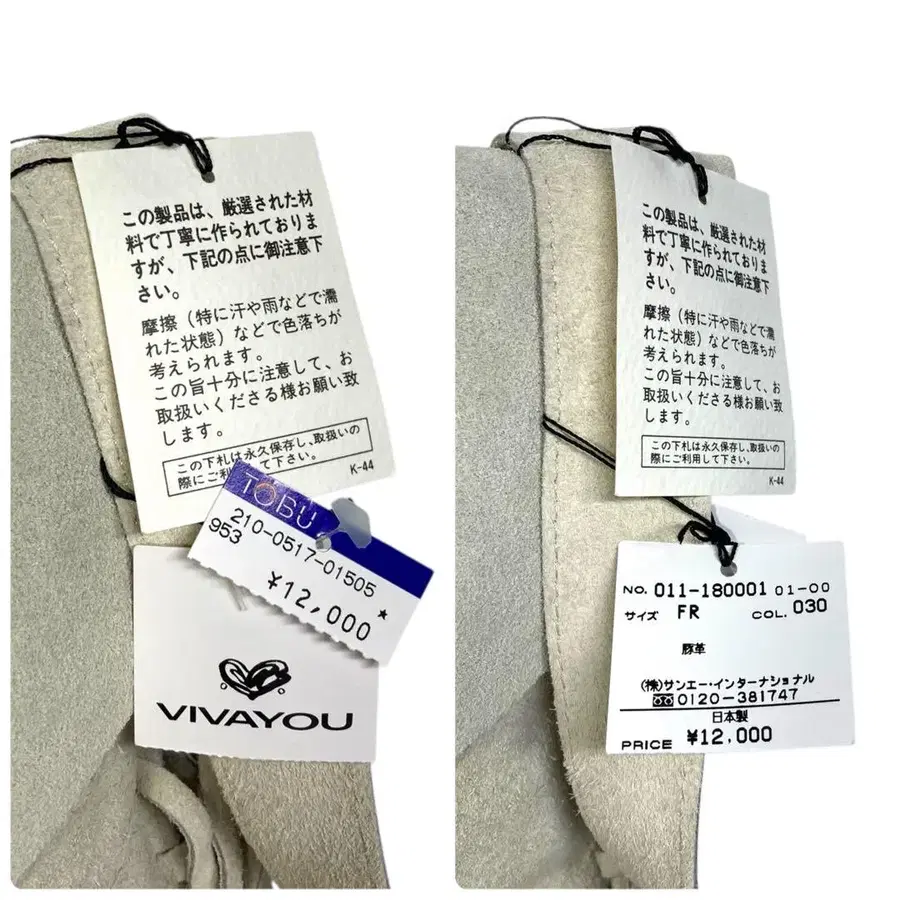 この製品は、厳選された材
料で丁寧に作られておりま
すが、下記の点に御注意下
さい。
摩擦（特に汗や雨などで濡
れた状態）などで色落ちが
考えられます。
この旨十分に注意して、お
取扱いくださる様お願い致
します。
この下札は永久保存し、取扱いの
際にご利用して下さい。
K-44
TOBU
210-0517-01505
953
★
¥12,000
VIVAYOU
この製品は、厳選された材
料で丁寧に作られておりま
すが、下記の点に御注意下
さい。
摩擦（特に汗や雨などで濡
れた状態）などで色落ちが
考えられます。
この旨十分に注意して、お
取扱いくださる様お願い致
します。
この下札は永久保存し、取扱いの
際にご利用して下さい。
K-44
NO. 011-180001 01-00
サイズ FR COL. 030
豚革
(株)サンエー・インターナショナル
0120-381747
日本製
PRICE ¥12,000